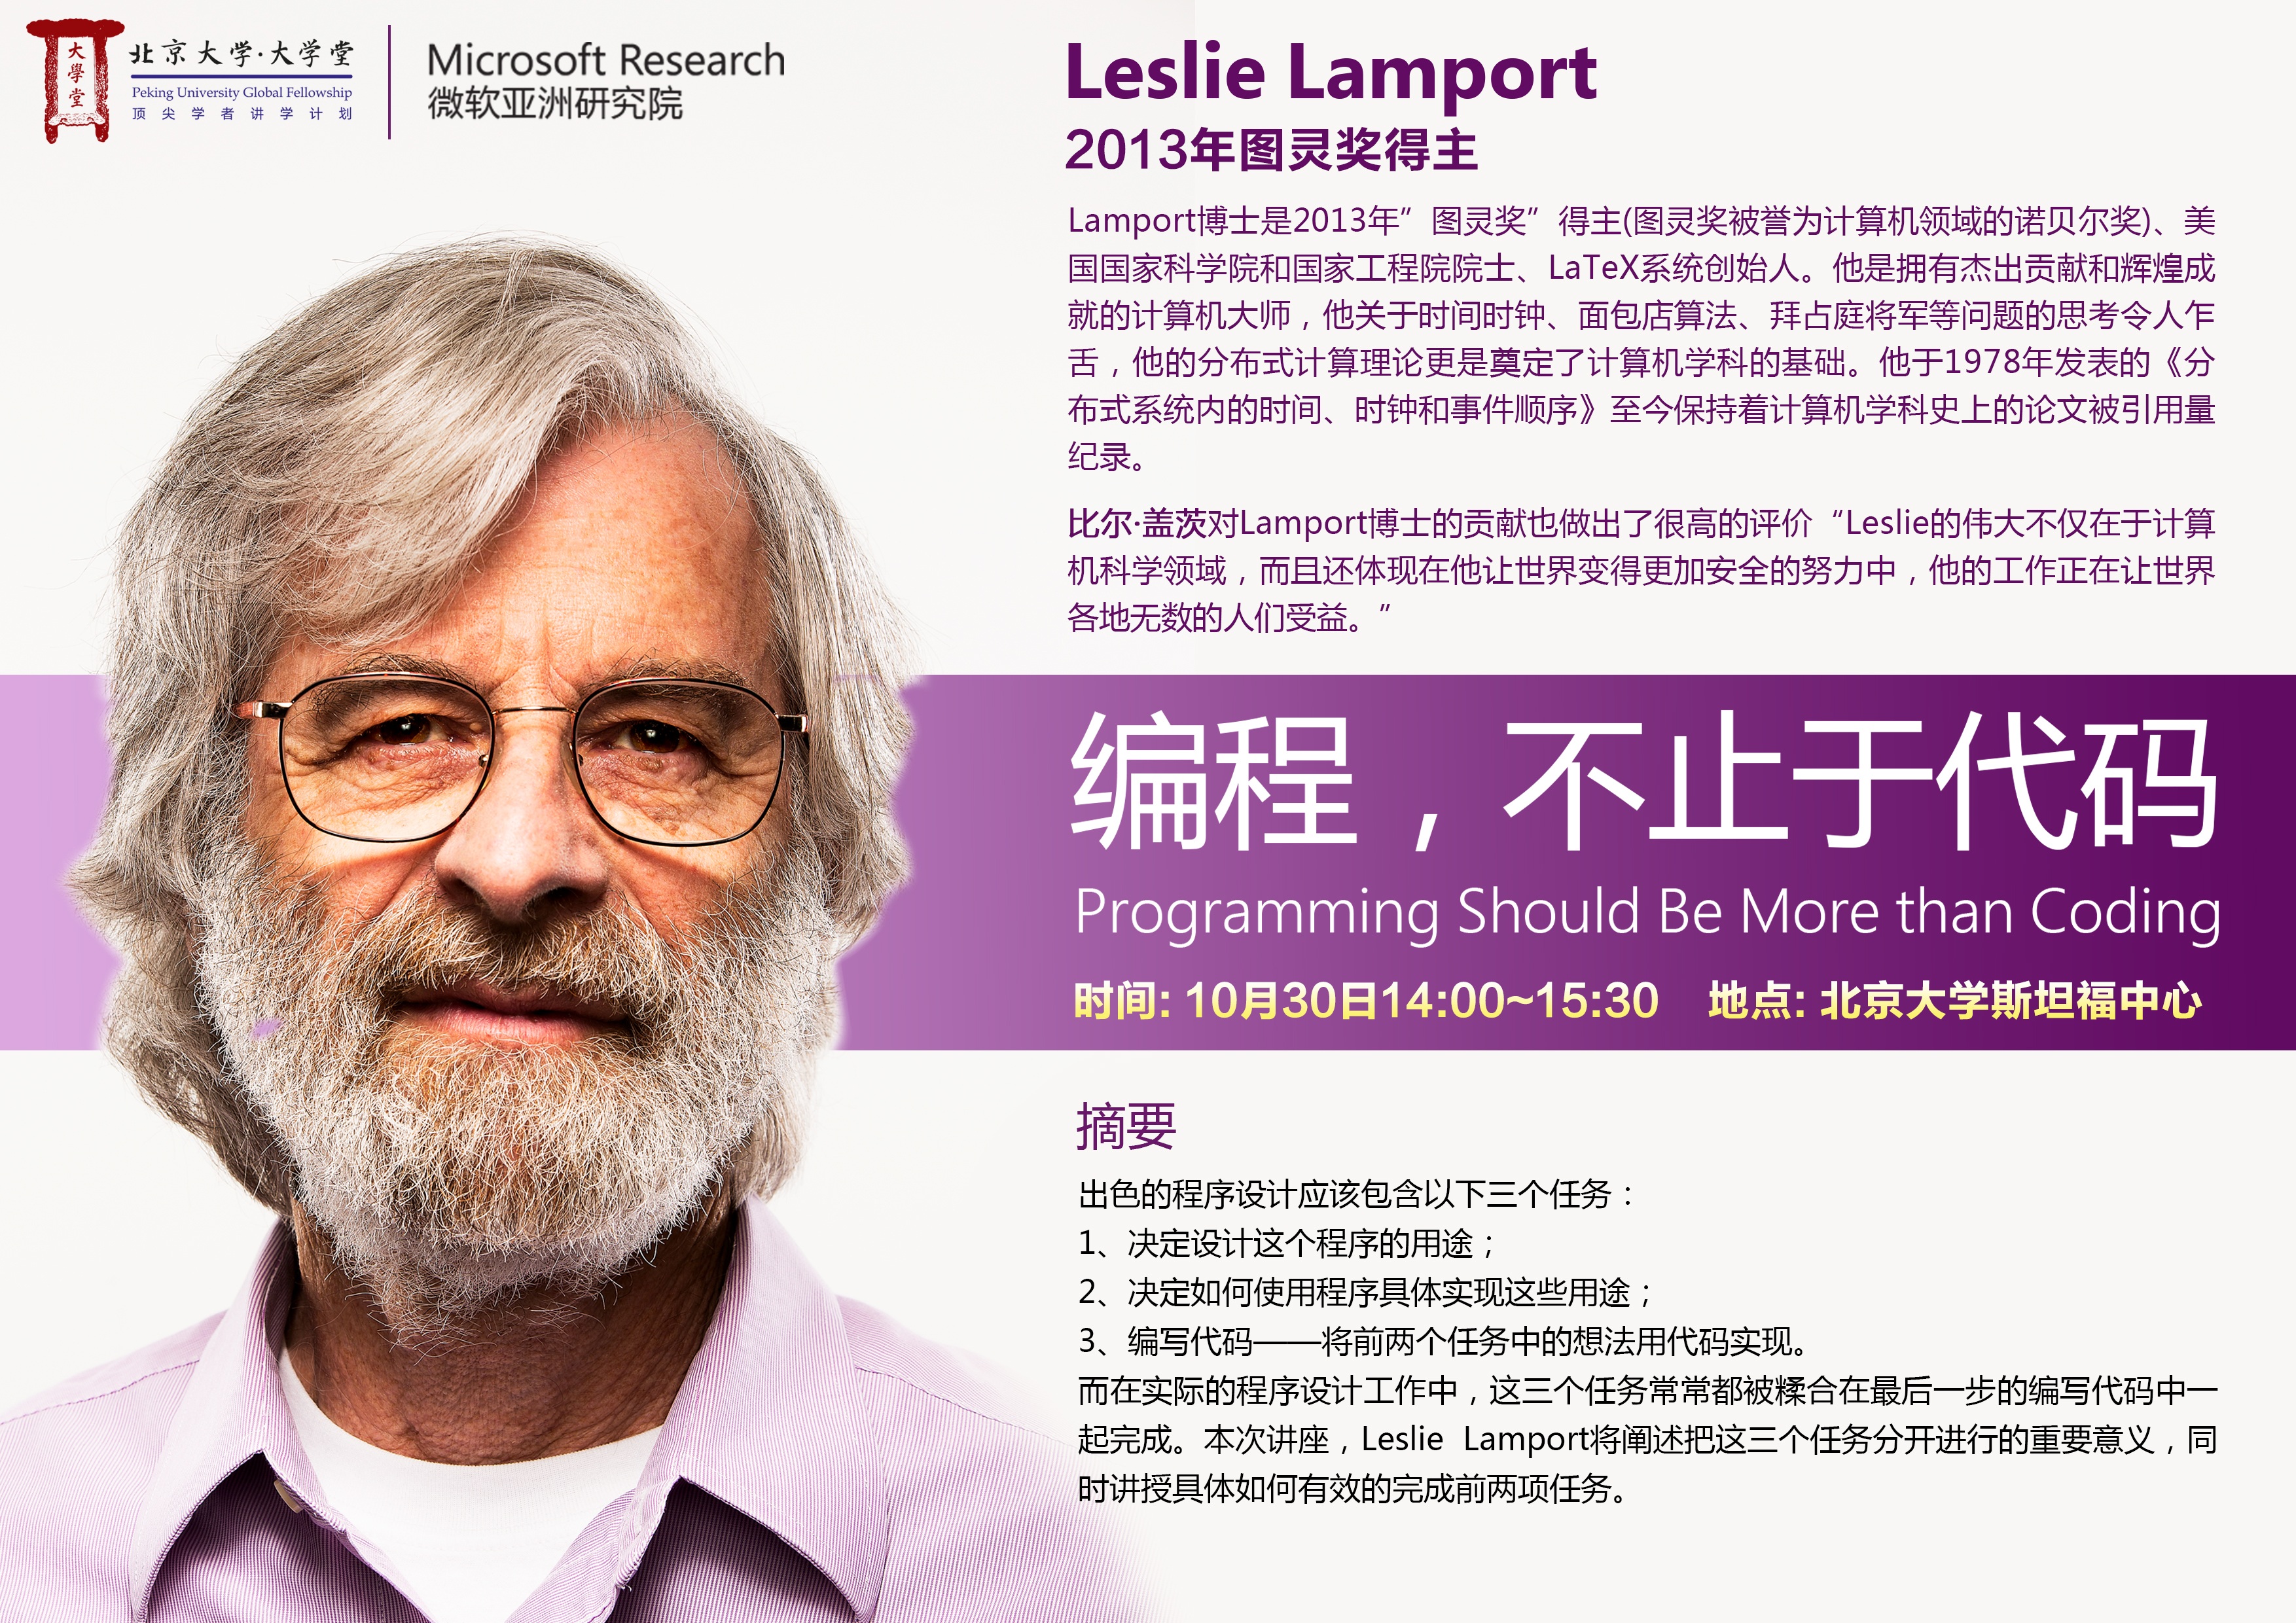 大學堂
北京大学·大学堂
Peking University Global Fellowship
顶尖学者讲学计划
Microsoft Research
微软亚洲研究院
Leslie Lamport
2013年图灵奖得主
Lamport博士是2013年”图灵奖”得主(图灵奖被誉为计算机领域的诺贝尔奖)、美
国国家科学院和国家工程院院士、LaTeX系统创始人。他是拥有杰出贡献和辉煌成
就的计算机大师，他关于时间时钟、面包店算法、拜占庭将军等问题的思考令人乍
舌，他的分布式计算理论更是奠定了计算机学科的基础。他于1978年发表的《分
布式系统内的时间、时钟和事件顺序》至今保持着计算机学科史上的论文被引用量
纪录。
比尔·盖茨对Lamport博士的贡献也做出了很高的评价“Leslie的伟大不仅在于计算
机科学领域，而且还体现在他让世界变得更加安全的努力中，他的工作正在让世界
各地无数的人们受益。”
编程，不止于代码
Programming Should Be More than Coding
时间: 10月30日14:00~15:30 地点: 北京大学斯坦福中心
摘要
出色的程序设计应该包含以下三个任务：
1、决定设计这个程序的用途；
2、决定如何使用程序具体实现这些用途；
3、编写代码——将前两个任务中的想法用代码实现。
而在实际的程序设计工作中，这三个任务常常都被糅合在最后一步的编写代码中一
起完成。本次讲座，Leslie Lamport将阐述把这三个任务分开进行的重要意义，同
时讲授具体如何有效的完成前两项任务。